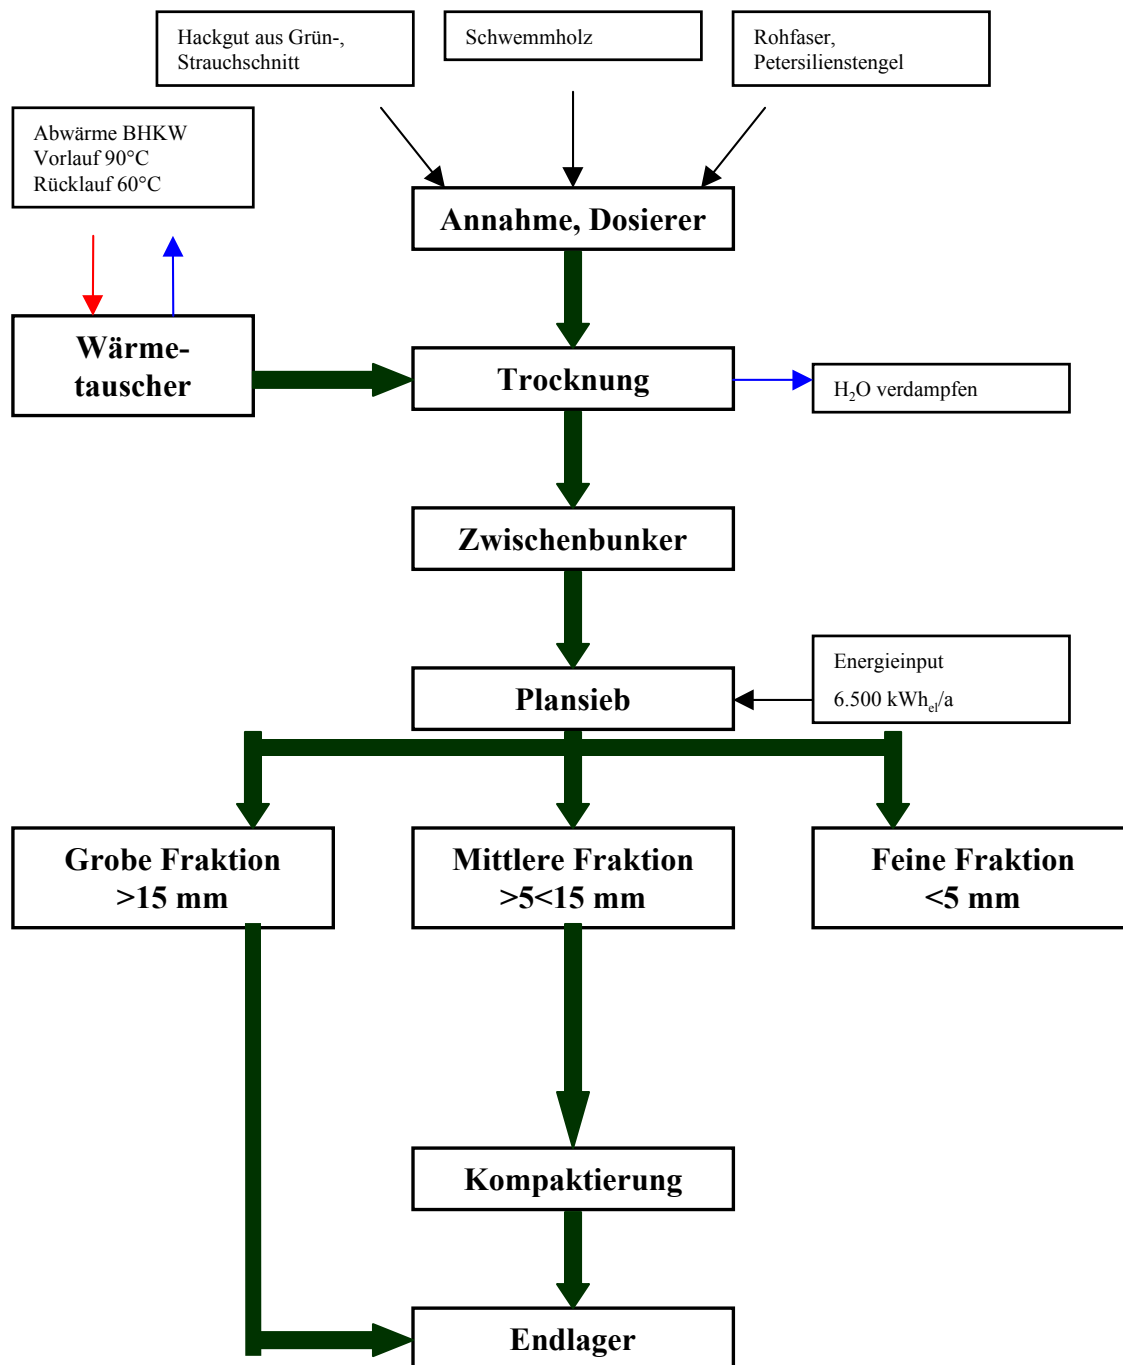 Hackgut aus Grün-,
Strauchschnitt
Schwemmholz
Rohfaser,
Petersilienstengel
Abwärme BHKW
Vorlauf 90°C
Rücklauf 60°C
Annahme, Dosierer
Wärme-
tauscher
Trocknung
H₂O verdampfen
Zwischenbunker
Plansieb
Energieinput
6.500 kWhₑₗ/a
Grobe Fraktion
>15 mm
Mittlere Fraktion
>5<15 mm
Feine Fraktion
<5 mm
Kompaktierung
Endlager